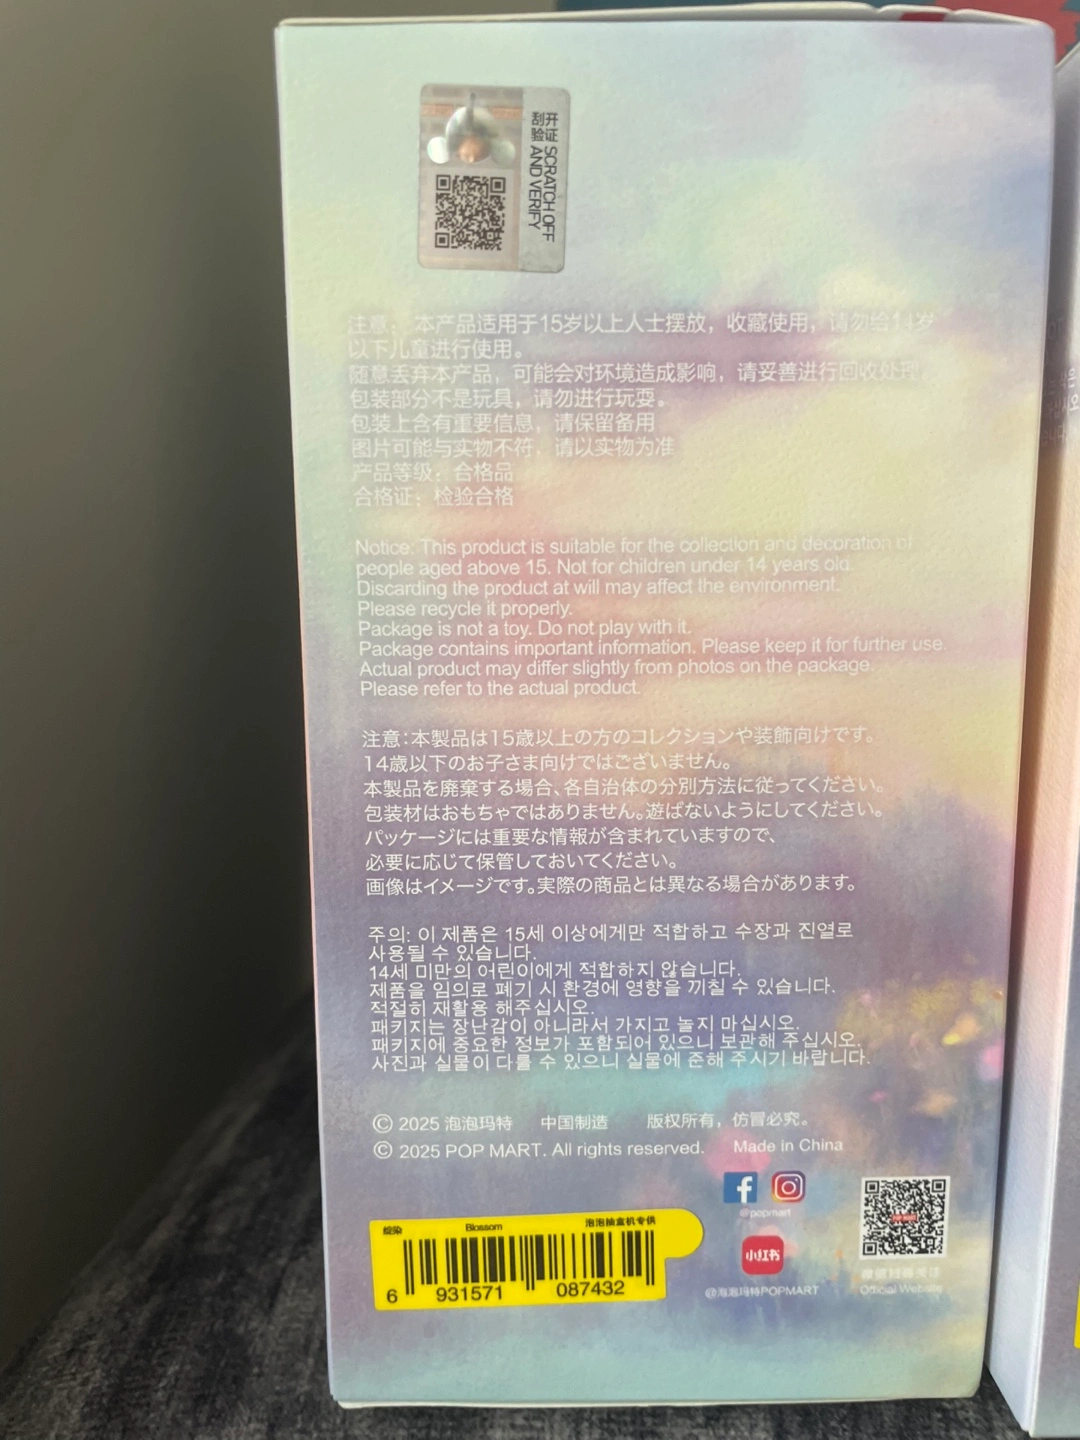 刮开
验证
SCRATCH OFF
AND VERIFY
注意：本产品适用于15岁以上人士摆放，收藏使用，请勿给14岁
以下儿童进行使用。
随意丢弃本产品，可能会对环境造成影响，请妥善进行回收处理，
包装部分不是玩具，请勿进行玩耍。
包装上含有重要信息，请保留备用
图片可能与实物不符，请以实物为准
产品等级：合格品
合格证：检验合格
Notice: This product is suitable for the collection and decoration of
people aged above 15. Not for children under 14 years old.
Discarding the product at will may affect the environment.
Please recycle it properly.
Package is not a toy. Do not play with it.
Package contains important information. Please keep it for further use.
Actual product may differ slightly from photos on the package.
Please refer to the actual product.
注意：本製品は15歳以上の方のコレクションや装飾向けです。
14歳以下のお子さま向けではございません。
本製品を廃棄する場合、各自治体の分別方法に従ってください。
包装材はおもちゃではありません。遊ばないようにしてください。
パッケージには重要な情報が含まれていますので、
必要に応じて保管しておいてください。
画像はイメージです。実際の商品とは異なる場合があります。
주의: 이 제품은 15세 이상에게만 적합하고 수장과 진열로
사용될 수 있습니다.
14세 미만의 어린이에게 적합하지 않습니다.
제품을 임의로 폐기 시 환경에 영향을 끼칠 수 있습니다.
적절히 재활용 해주십시오.
패키지는 장난감이 아니라서 가지고 놀지 마십시오.
패키지에 중요한 정보가 포함되어 있으니 보관해 주십시오.
사진과 실물이 다를 수 있으니 실물에 준해 주시기 바랍니다.
© 2025 泡泡玛特 中国制造 版权所有，仿冒必究。
© 2025 POP MART. All rights reserved. Made in China
@popmart
小红书
@泡泡玛特POPMART
微信扫码关注
Official Website
绽染 Blossom 泡泡抽盒机专供
6 931571 087432